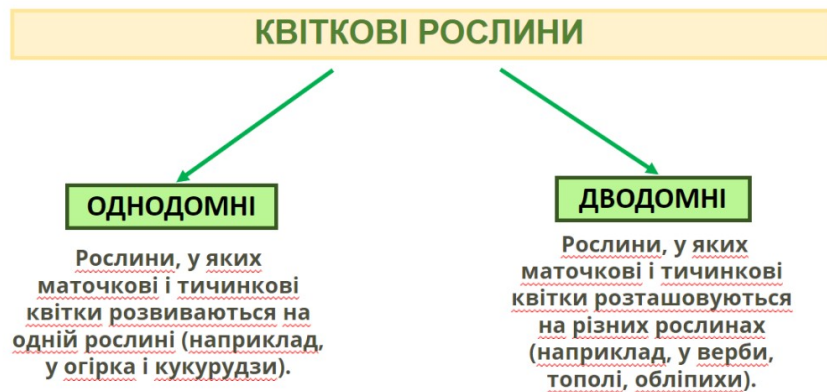 КВІТКОВІ РОСЛИНИ
ОДНОДОМНІ
Рослини, у яких
маточкові і тичинкові
квітки розвиваються на
одній рослині (наприклад,
у огірка і кукурудзи).
ДВОДОМНІ
Рослини, у яких
маточкові і тичинкові
квітки розташовуються
на різних рослинах
(наприклад, у верби,
тополі, обліпихи).